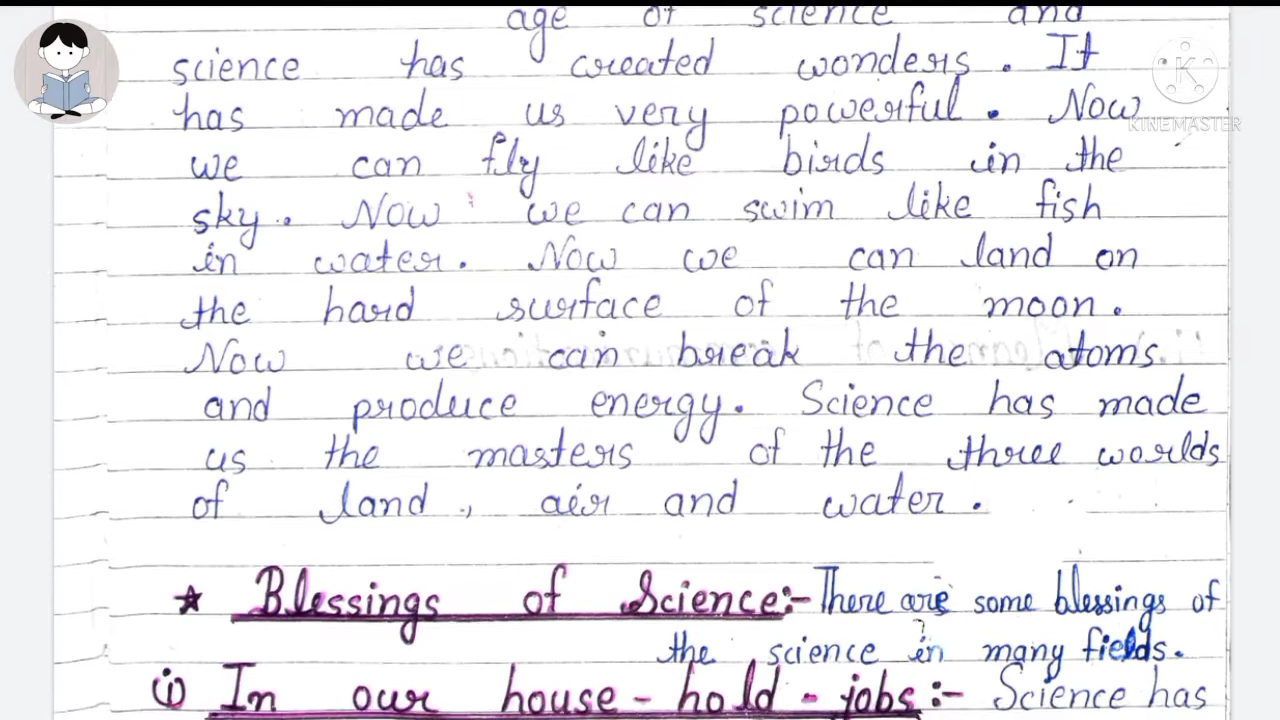 age of science and
science has created wonders. It
has made us very powerful. Now
KINEMASTER
we can fly like birds in the
sky. Now we can swim like fish
in water. Now we can land on
the hard surface of the moon.
Now we can break the atoms
and produce energy. Science has made
us the masters of the three worlds
of land, air and water.
★ Blessings of Science:- There are some blessings of
the science in many fields.
(i) In our house-hold-jobs:- Science has